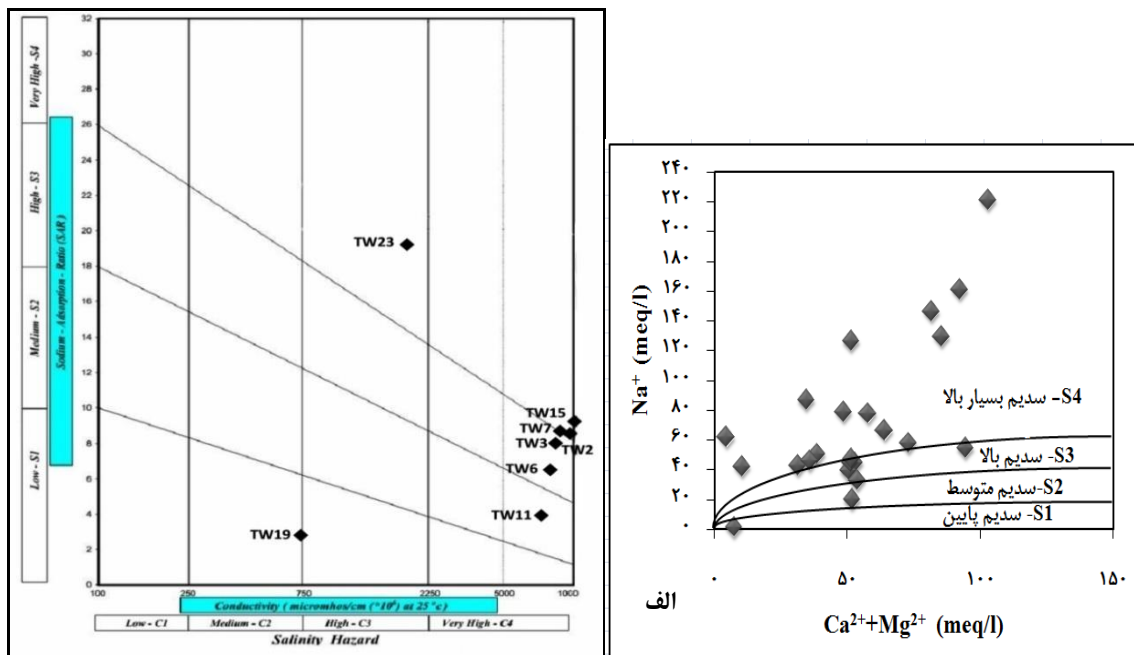 32
30
28
26
24
22
20
18
16
14
12
10
8
6
4
2
0
Very High -S4
High - S3
Medium - S2
Low - S1
Sodium - Adsorption - Ratio (SAR)
TW23
TW15
TW7
TW2
TW3
TW6
TW11
TW19
100
250
750
2250
5000
1000
Conductivity ( micromhos/cm (*10⁶) at 25 °c)
Low - C1
Medium - C2
High - C3
Very High - C4
Salinity Hazard
۲۴۰
۲۲۰
۲۰۰
۱۸۰
۱۶۰
۱۴۰
۱۲۰
۱۰۰
۸۰
۶۰
۴۰
۲۰
۰
Na⁺ (meq/l)
S4- سدیم بسیار بالا
S3- سدیم بالا
S2-سدیم متوسط
S1- سدیم پایین
۰
۵۰
۱۰۰
۱۵۰
الف
Ca²⁺+Mg²⁺ (meq/l)